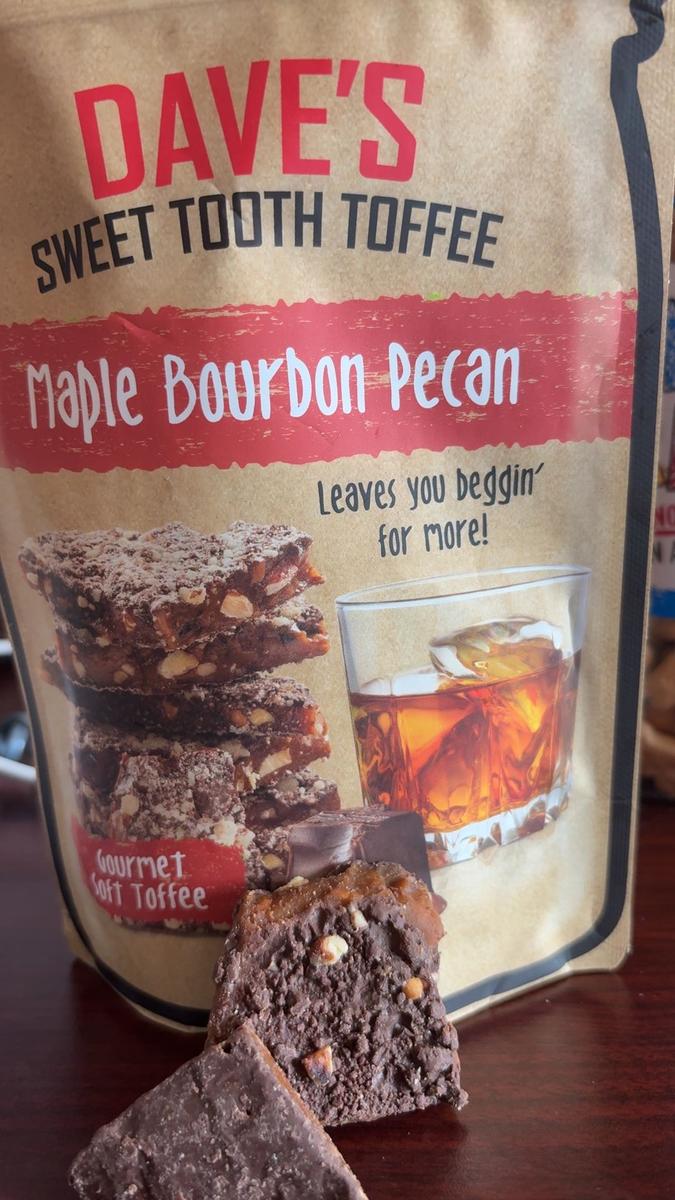 DAVE'S
SWEET TOOTH TOFFEE
Maple Bourbon Pecan
Leaves you beggin'
for more!
Gourmet
Soft Toffee